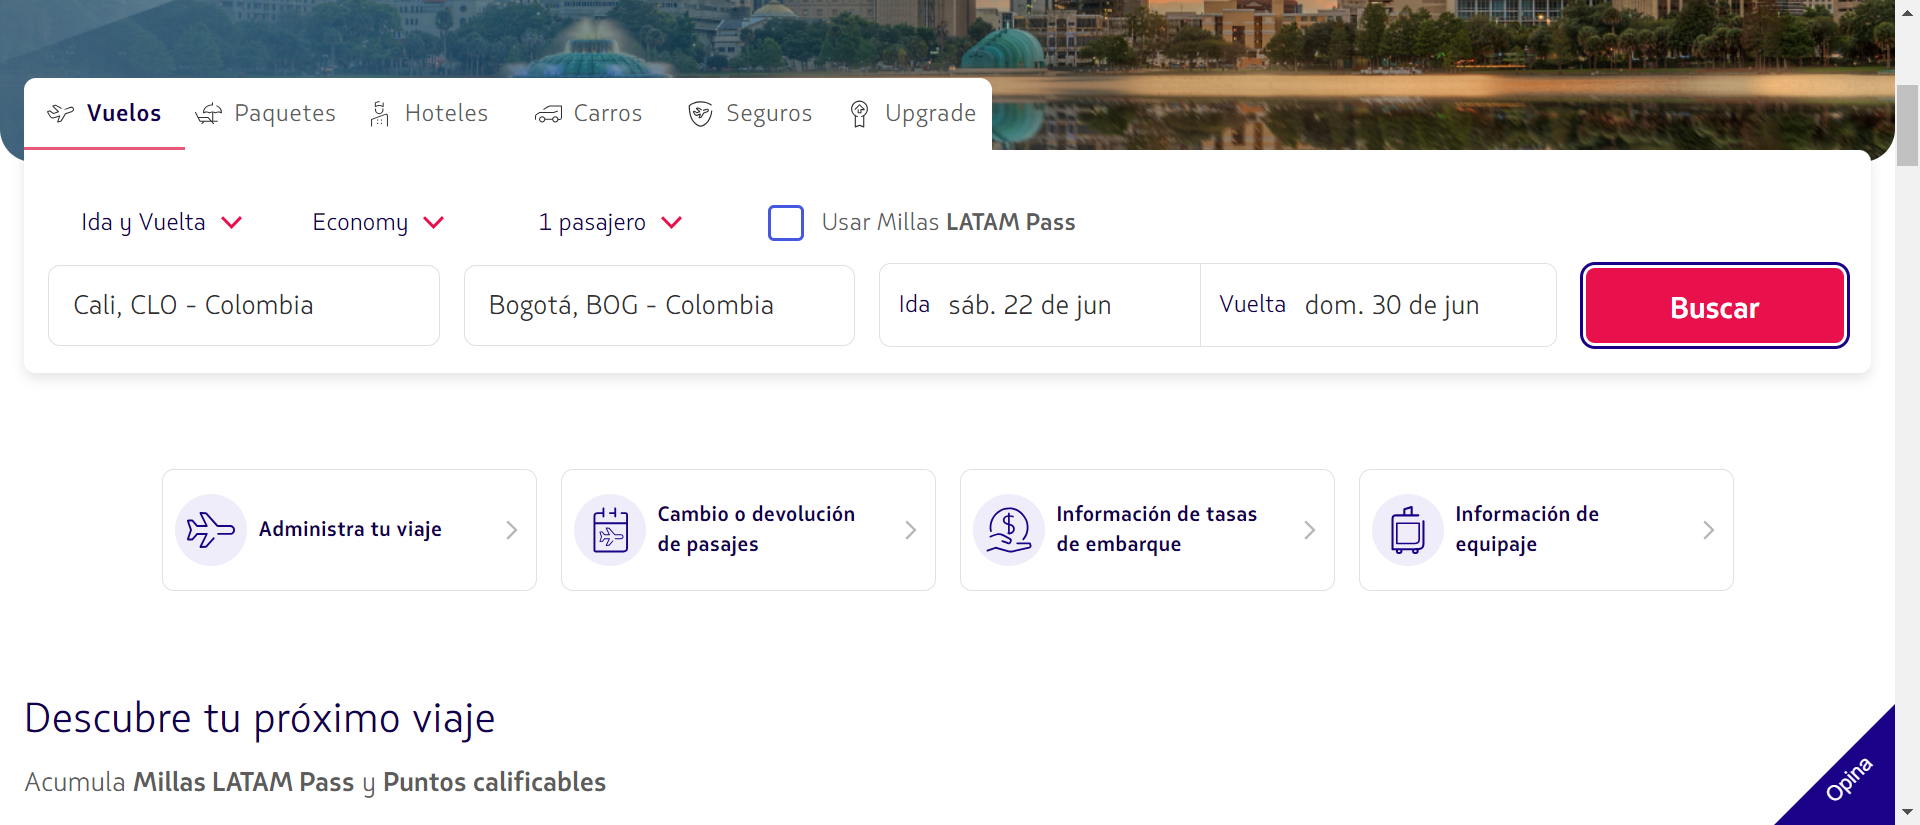 Vuelos Paquetes Hoteles Carros Seguros Upgrade
Ida y Vuelta Economy 1 pasajero Usar Millas LATAM Pass
Cali, CLO - Colombia Bogotá, BOG - Colombia Ida sáb. 22 de jun Vuelta dom. 30 de jun Buscar
Administra tu viaje
Cambio o devolución
de pasajes
Información de tasas
de embarque
Información de
equipaje
Descubre tu próximo viaje
Acumula Millas LATAM Pass y Puntos calificables
Opina